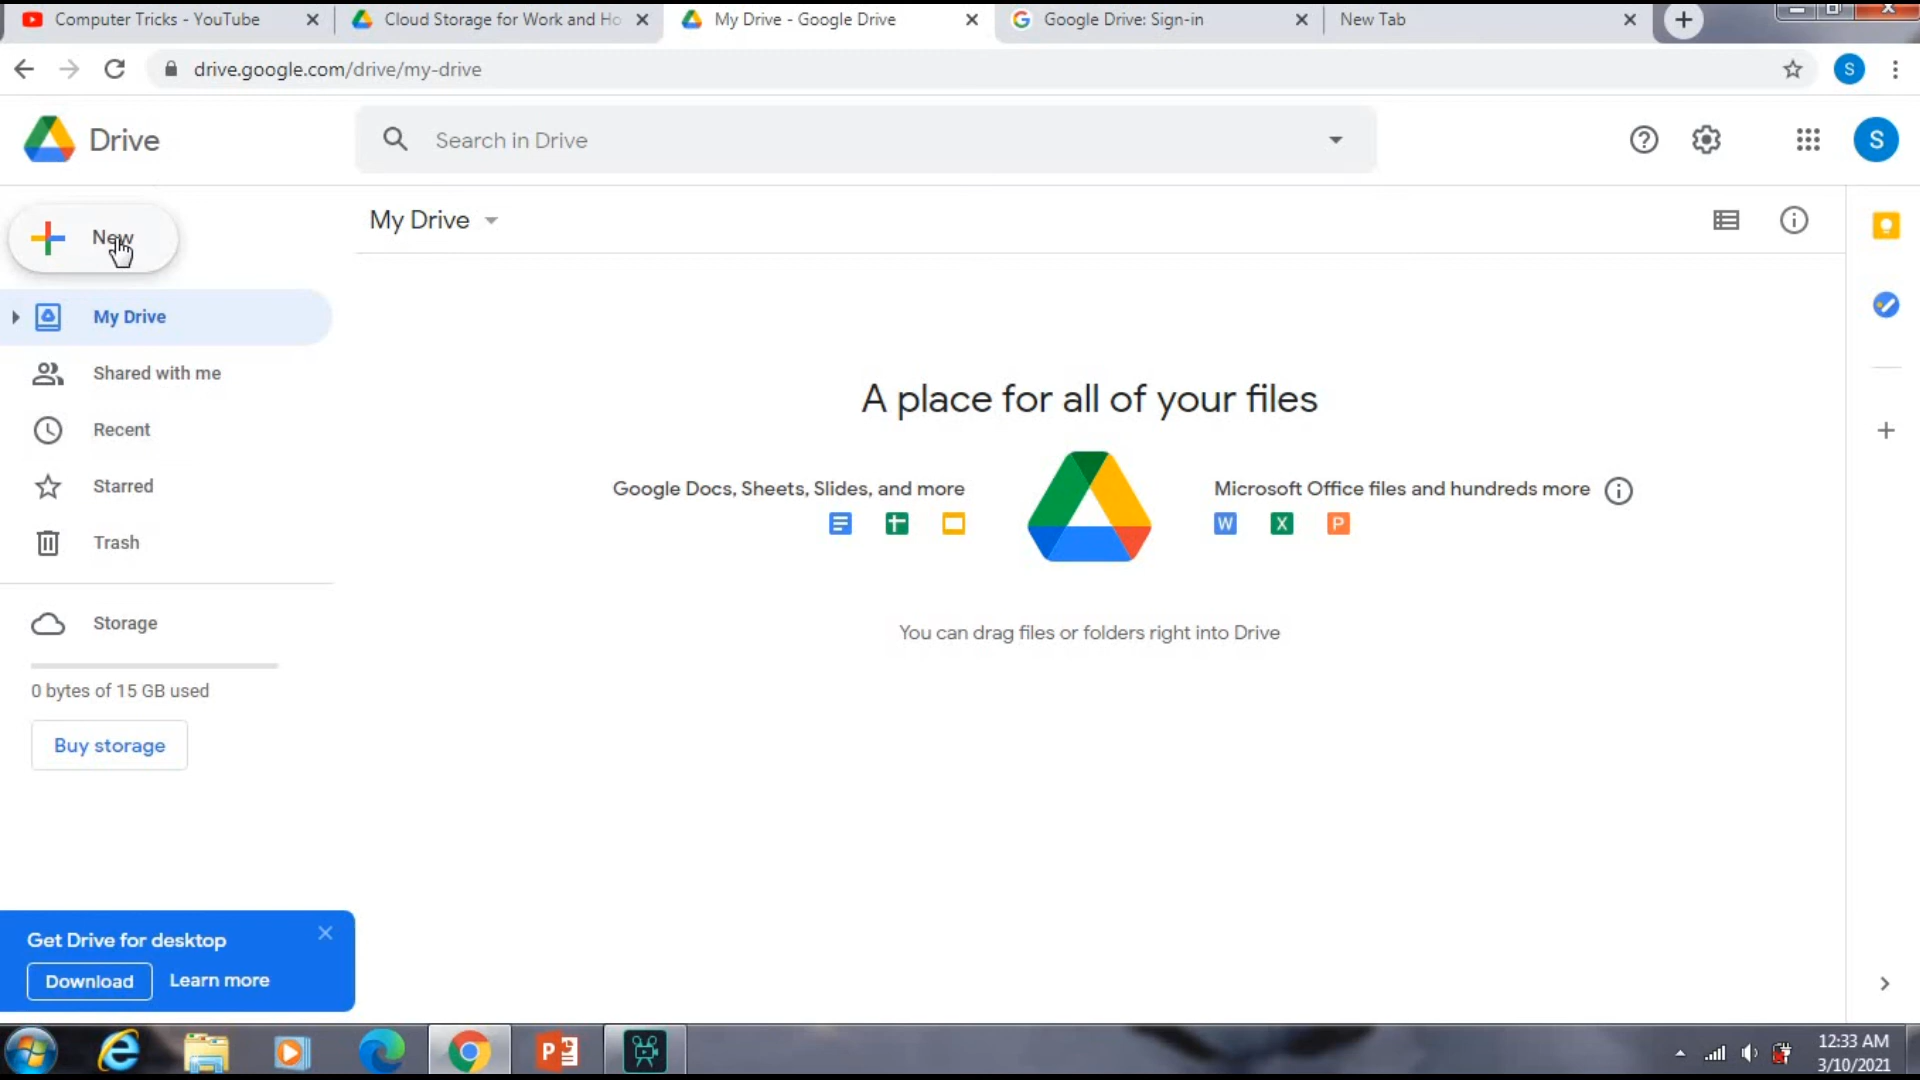 Computer Tricks - YouTube
Cloud Storage for Work and Ho
My Drive - Google Drive
Google Drive: Sign-in
New Tab
drive.google.com/drive/my-drive
S
Drive
Search in Drive
S
New
My Drive
My Drive
Shared with me
Recent
Starred
Trash
Storage
0 bytes of 15 GB used
Buy storage
A place for all of your files
Google Docs, Sheets, Slides, and more
Microsoft Office files and hundreds more
W X P
You can drag files or folders right into Drive
Get Drive for desktop
Download Learn more
P
12:33 AM
3/10/2021